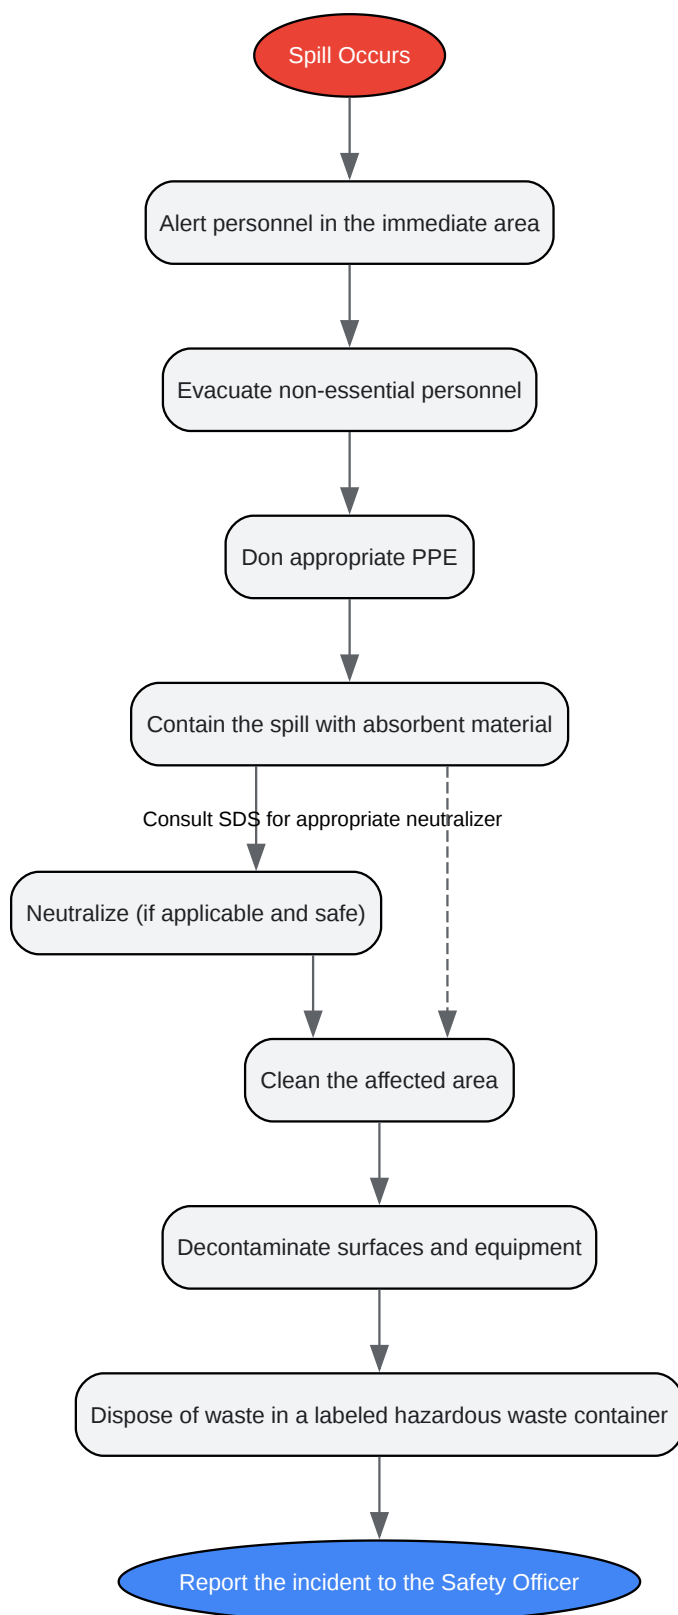 Spill Occurs
Alert personnel in the immediate area
Evacuate non-essential personnel
Don appropriate PPE
Contain the spill with absorbent material
Consult SDS for appropriate neutralizer
Neutralize (if applicable and safe)
Clean the affected area
Decontaminate surfaces and equipment
Dispose of waste in a labeled hazardous waste container
Report the incident to the Safety Officer